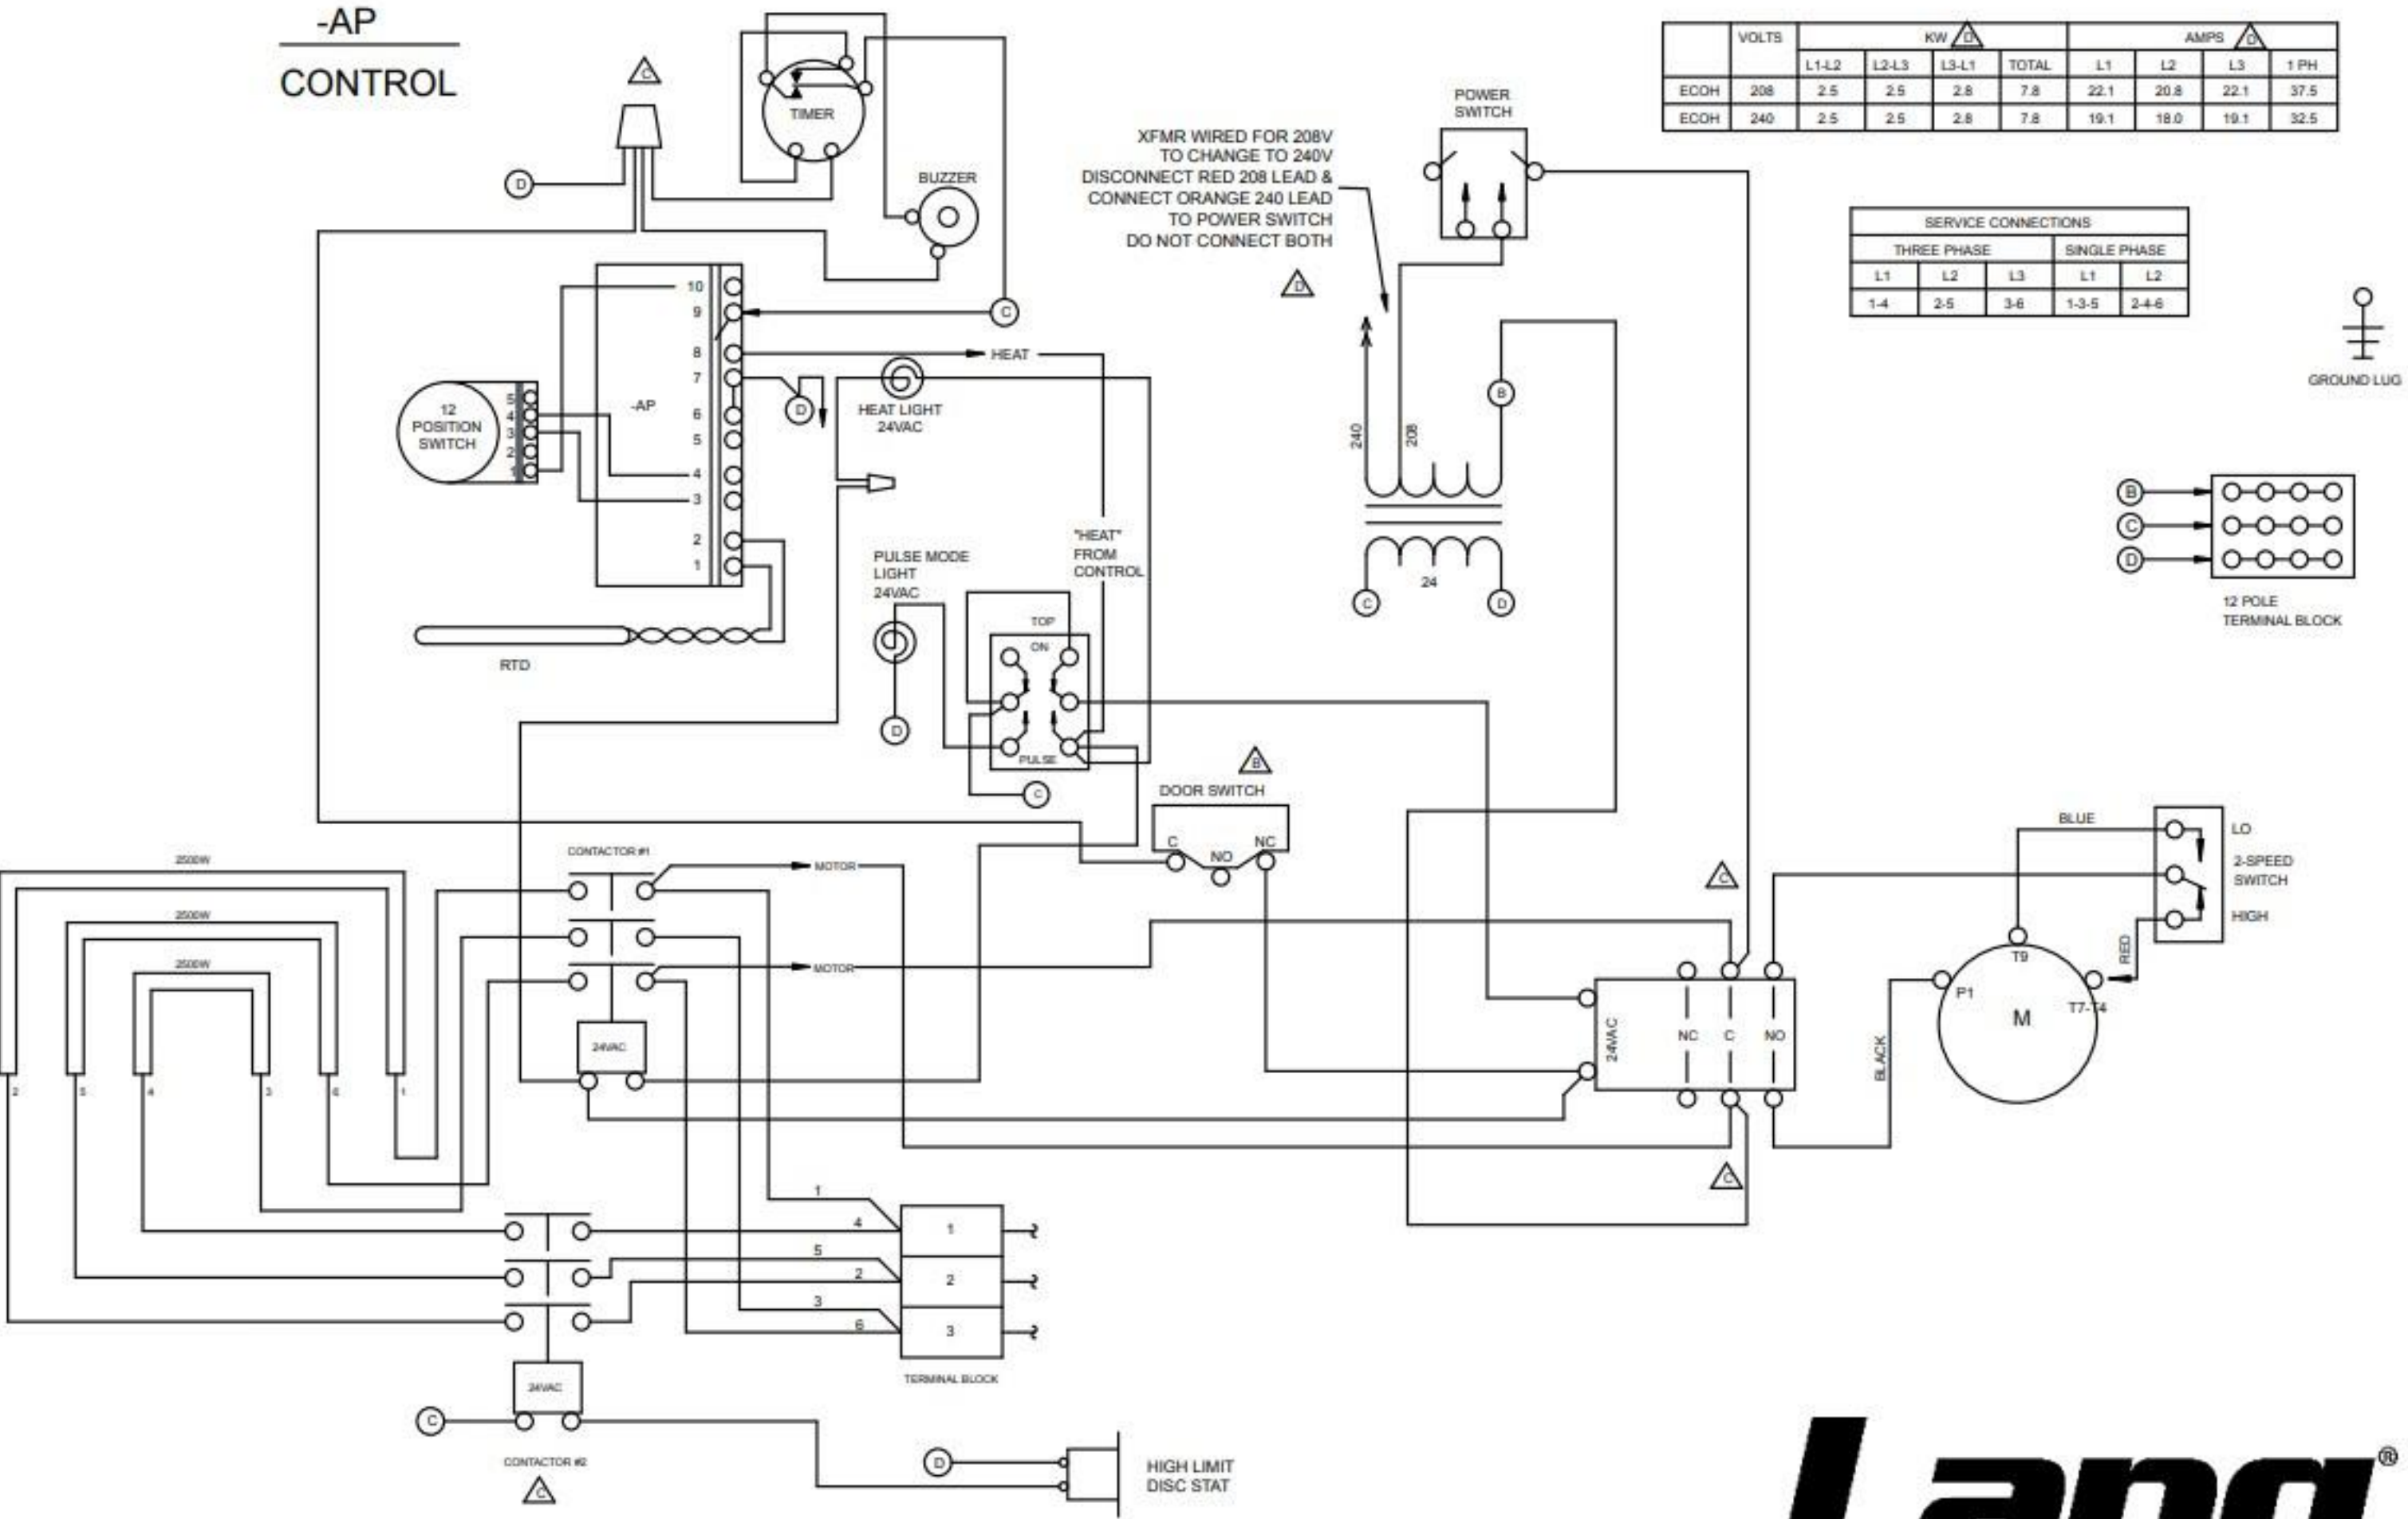 -AP
CONTROL
C
TIMER
D
BUZZER
XFMR WIRED FOR 208V
TO CHANGE TO 240V
DISCONNECT RED 208 LEAD &
CONNECT ORANGE 240 LEAD
TO POWER SWITCH
DO NOT CONNECT BOTH
D
POWER
SWITCH
VOLTS KW D AMPS D
L1-L2 L2-L3 L3-L1 TOTAL L1 L2 L3 1 PH
ECOH 208 2.5 2.5 2.8 7.8 22.1 20.8 22.1 37.5
ECOH 240 2.5 2.5 2.8 7.8 19.1 18.0 19.1 32.5
SERVICE CONNECTIONS
THREE PHASE SINGLE PHASE
L1 L2 L3 L1 L2
1-4 2-5 3-6 1-3-5 2-4-6
GROUND LUG
10
9
8
7
6
5
4
3
2
1
-AP
C
HEAT
D
HEAT LIGHT
24VAC
12
POSITION
SWITCH
5
4
3
2
1
RTD
240
208
B
24
C
D
B
C
D
12 POLE
TERMINAL BLOCK
PULSE MODE
LIGHT
24VAC
D
"HEAT"
FROM
CONTROL
TOP
ON
PULSE
C
B
DOOR SWITCH
C
NO
NC
2500W
2500W
2500W
2
5
4
3
6
1
CONTACTOR #1
MOTOR
MOTOR
24VAC
C
24VAC
NC
C
NO
C
BLUE
LO
2-SPEED
SWITCH
HIGH
RED
T9
P1
M
T7-T4
BLACK
1
4
5
2
3
6
1
2
3
TERMINAL BLOCK
24VAC
C
CONTACTOR #2
C
D
HIGH LIMIT
DISC STAT
Lang®